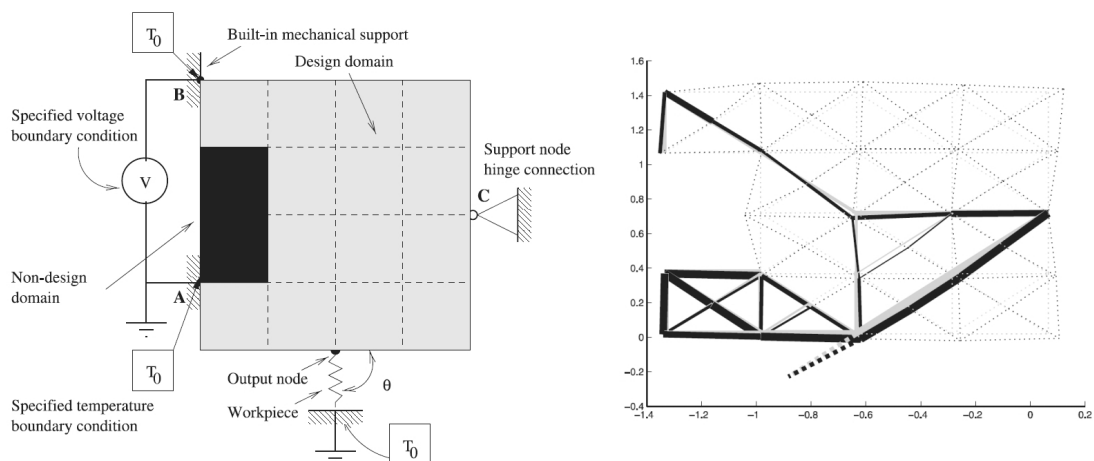 T0
Built-in mechanical support
Design domain
B
Specified voltage
boundary condition
V
Support node
hinge connection
C
Non-design
domain
A
T0
Output node
θ
Workpiece
Specified temperature
boundary condition
T0
1.6
1.4
1.2
1
0.8
0.6
0.4
0.2
0
−0.2
−0.4
−1.4 −1.2 −1 −0.8 −0.6 −0.4 −0.2 0 0.2